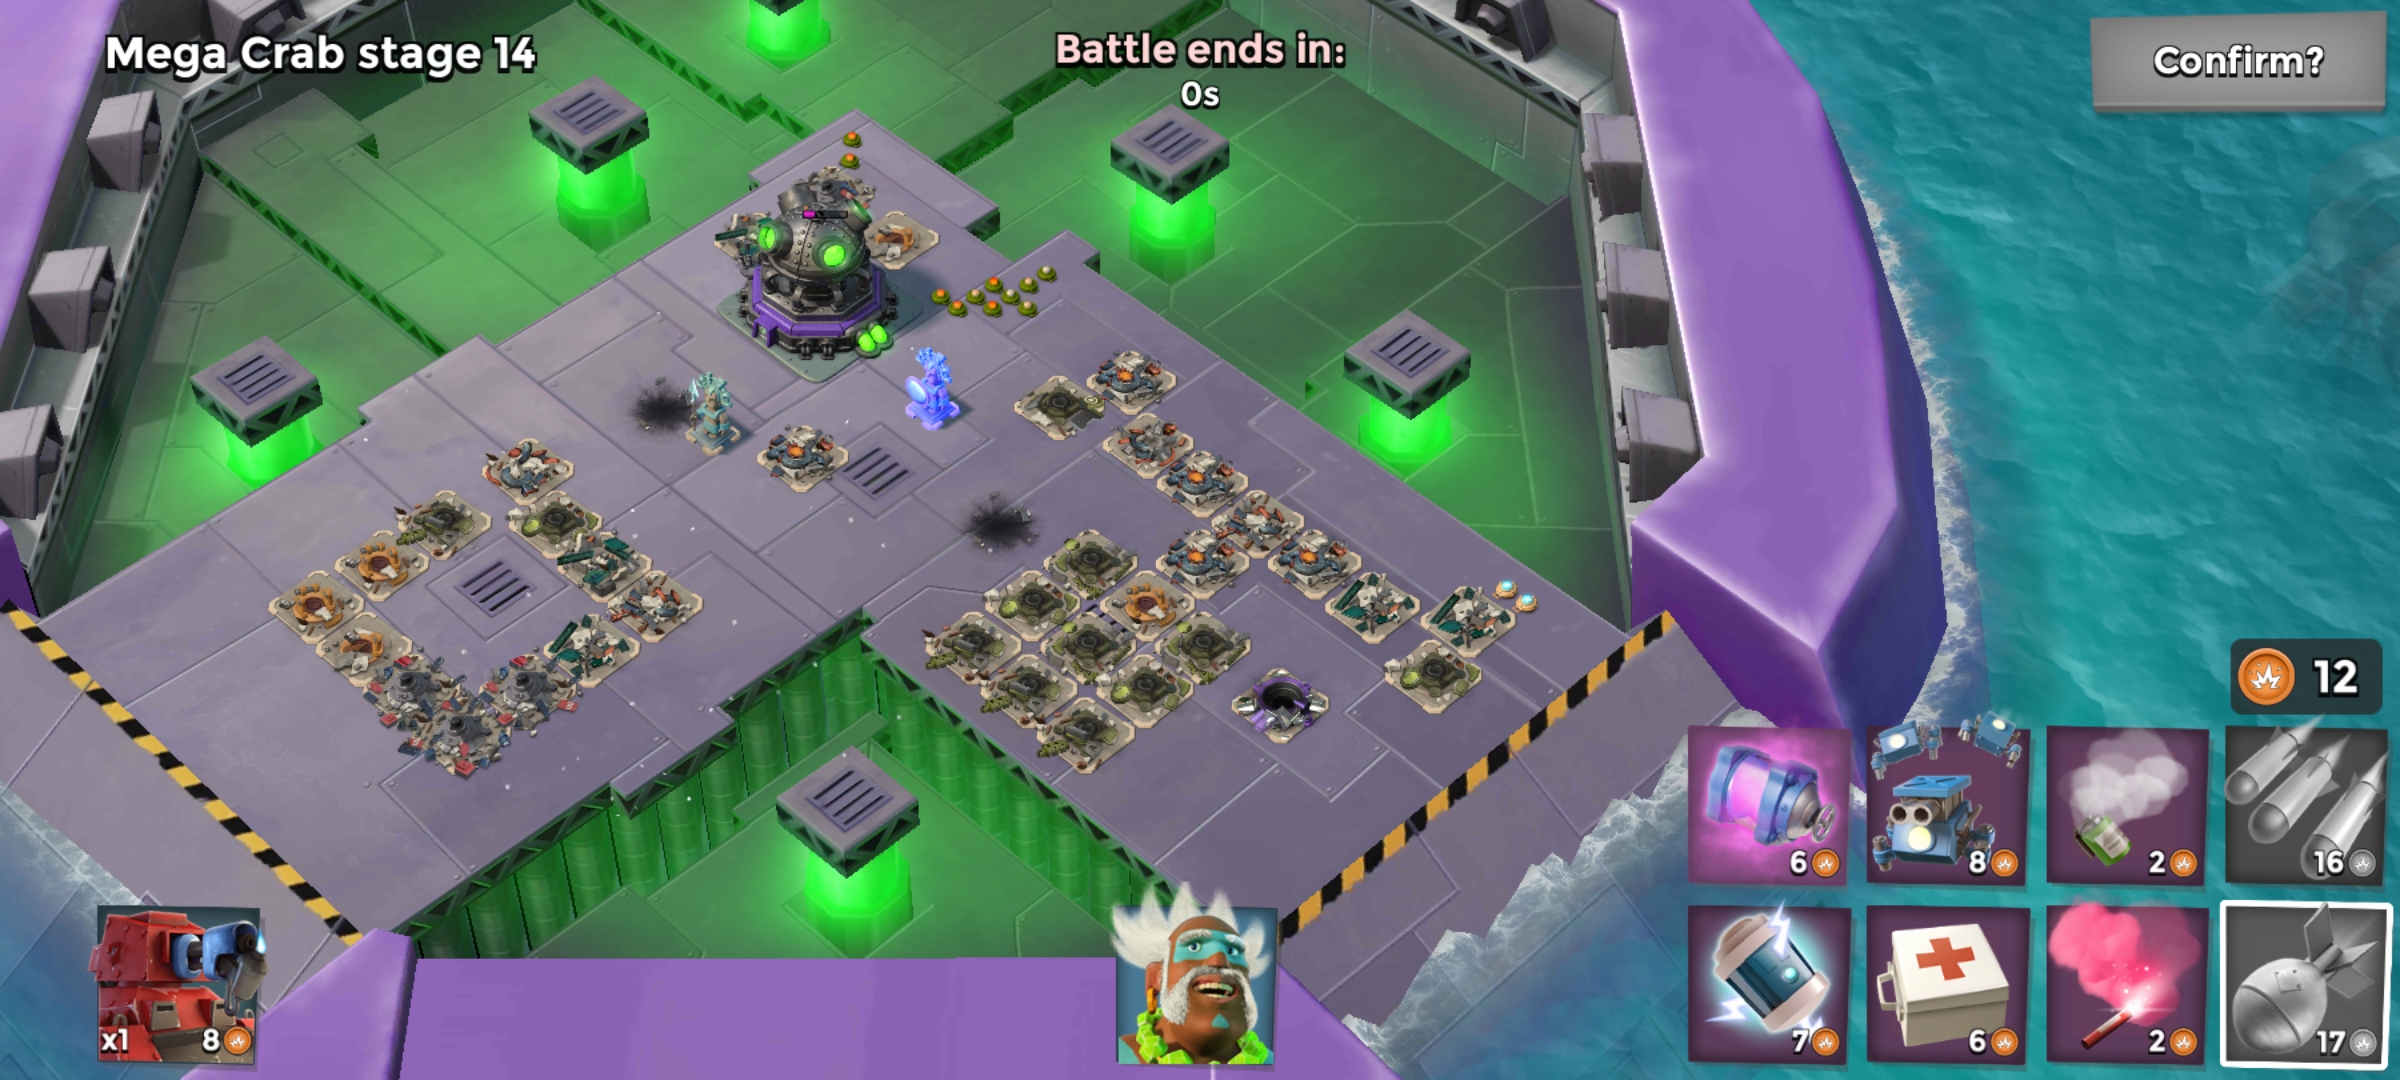 Mega Crab stage 14
Battle ends in:
0s
Confirm?
12
6
8
2
16
7
6
2
17
x1
8